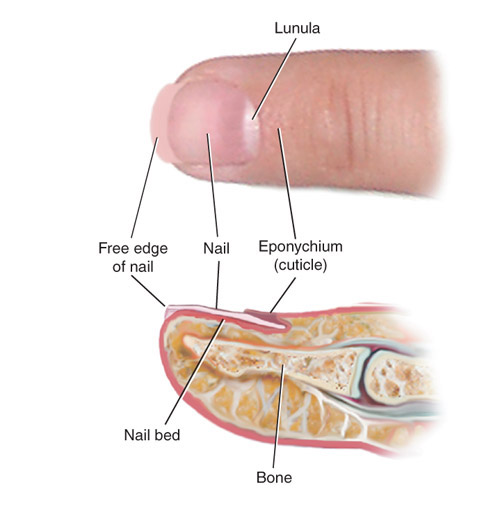 Lunula
Free edge
of nail
Nail
Eponychium
(cuticle)
Nail bed
Bone